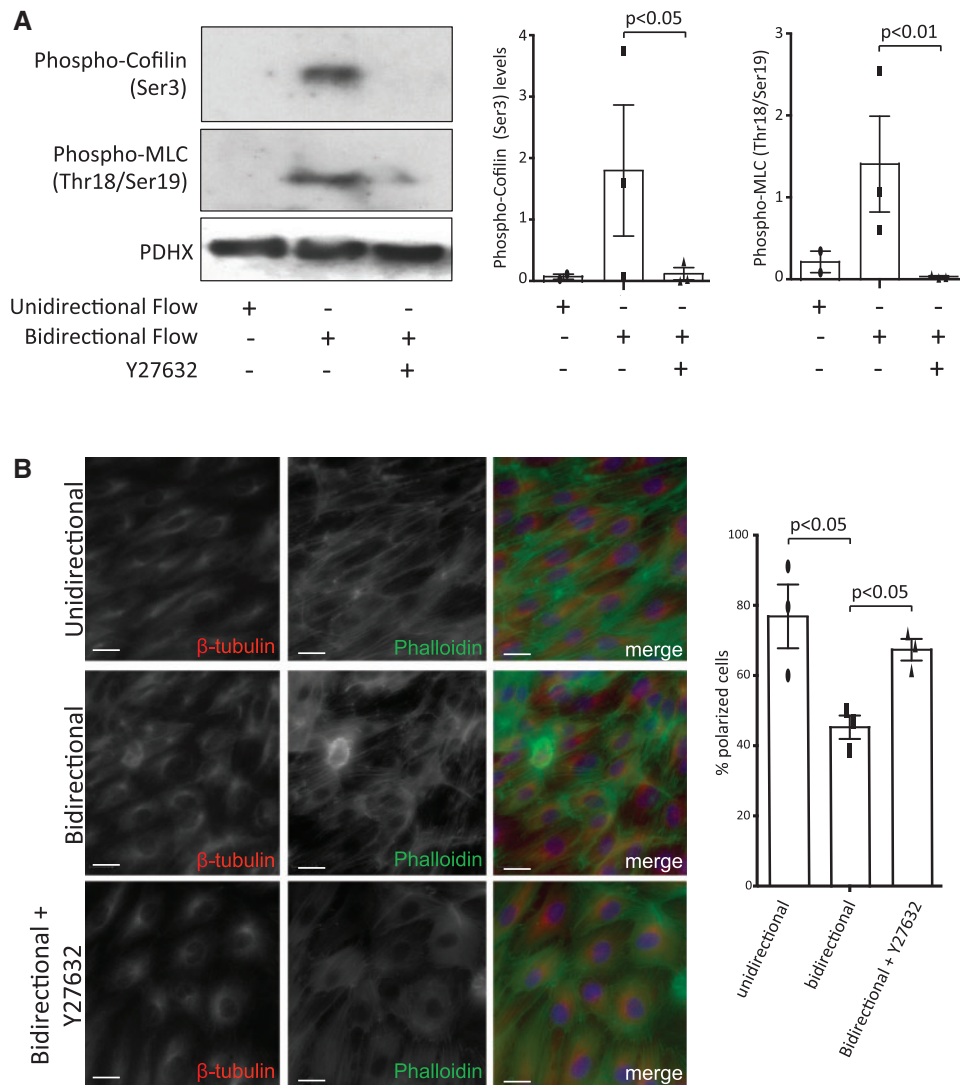 A
Phospho-Cofilin
(Ser3)
Phospho-MLC
(Thr18/Ser19)
PDHX
Unidirectional Flow + - -
Bidirectional Flow - + +
Y27632 - - +
Phospho-Cofilin (Ser3) levels
4
3
2
1
0
p<0.05
+ - -
- + +
- - +
Phospho-MLC (Thr18/Ser19)
3
2
1
0
p<0.01
+ - -
- + +
- - +
B
Unidirectional
β-tubulin
Phalloidin
merge
Bidirectional
β-tubulin
Phalloidin
merge
Bidirectional +
Y27632
β-tubulin
Phalloidin
merge
% polarized cells
100
80
60
40
20
0
p<0.05
p<0.05
unidirectional
bidirectional
Bidirectional + Y27632